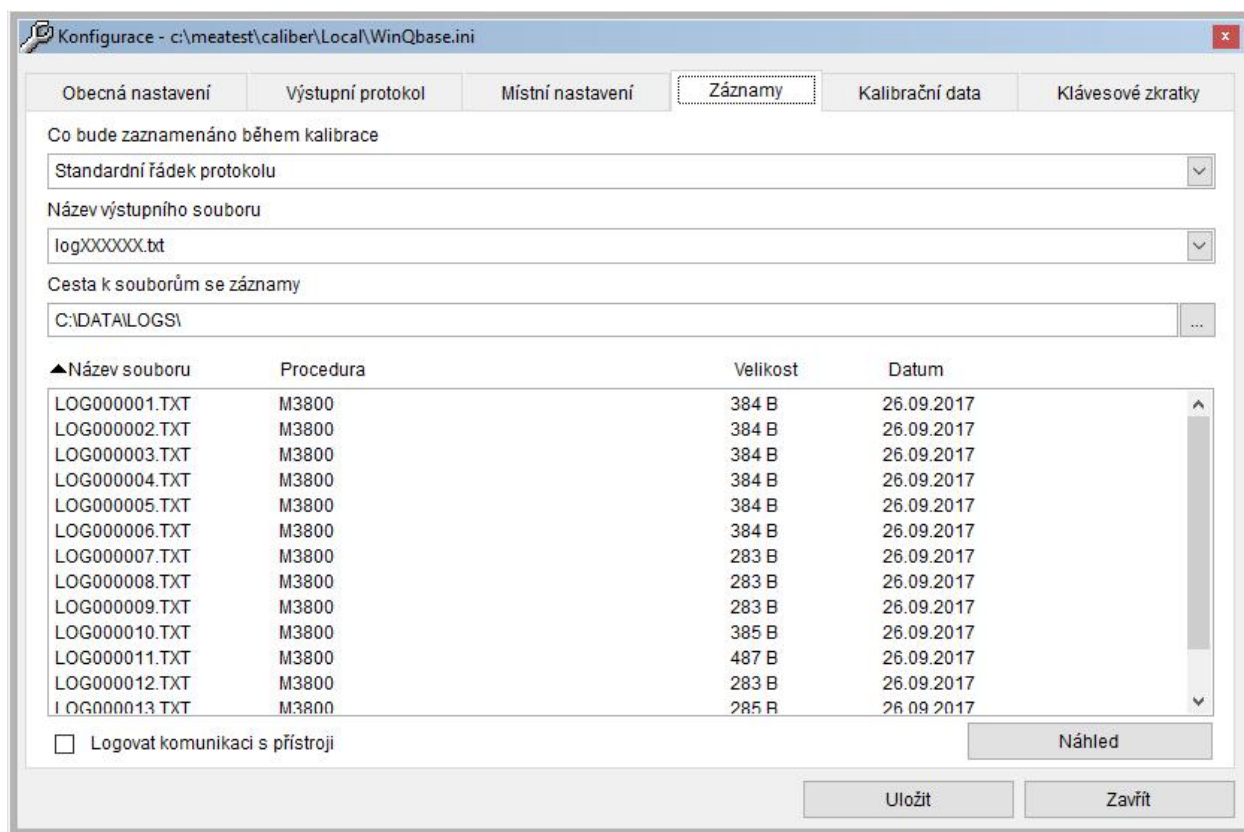 Konfigurace - c:\meatest\caliber\Local\WinQbase.ini
x
Obecná nastavení Výstupní protokol Místní nastavení Záznamy Kalibrační data Klávesové zkratky
Co bude zaznamenáno během kalibrace
Standardní řádek protokolu
Název výstupního souboru
logXXXXXX.txt
Cesta k souborům se záznamy
C:\DATA\LOGS\
...
▲Název souboru Procedura Velikost Datum
LOG000001.TXT M3800 384 B 26.09.2017
LOG000002.TXT M3800 384 B 26.09.2017
LOG000003.TXT M3800 384 B 26.09.2017
LOG000004.TXT M3800 384 B 26.09.2017
LOG000005.TXT M3800 384 B 26.09.2017
LOG000006.TXT M3800 384 B 26.09.2017
LOG000007.TXT M3800 283 B 26.09.2017
LOG000008.TXT M3800 283 B 26.09.2017
LOG000009.TXT M3800 283 B 26.09.2017
LOG000010.TXT M3800 385 B 26.09.2017
LOG000011.TXT M3800 487 B 26.09.2017
LOG000012.TXT M3800 283 B 26.09.2017
LOG000013.TXT M3800 285 B 26.09.2017
Logovat komunikaci s přístroji
Náhled
Uložit Zavřít